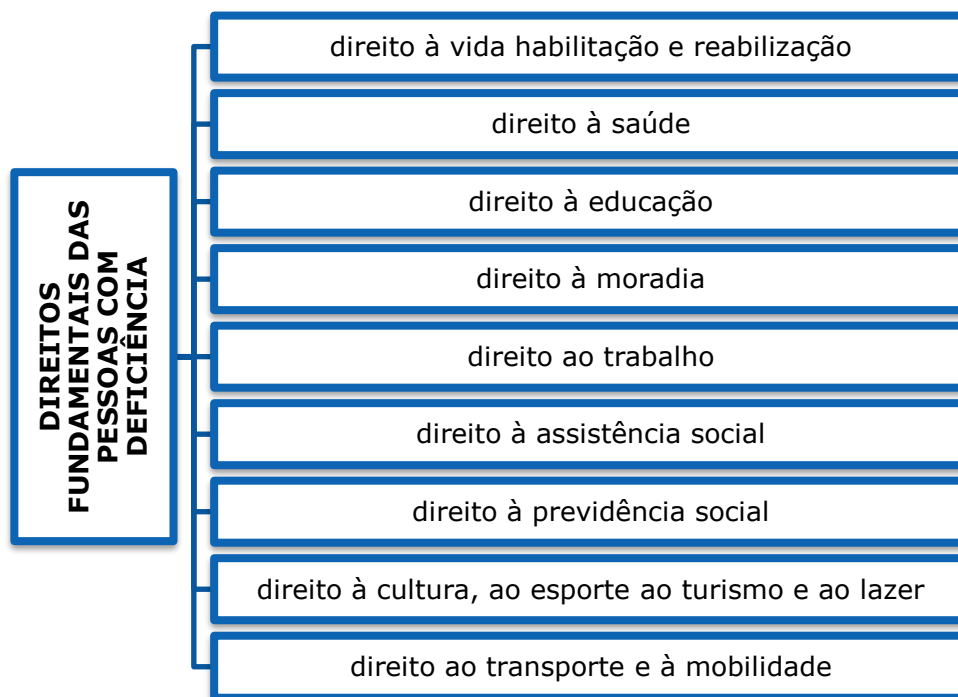 DIREITOS
FUNDAMENTAIS DAS
PESSOAS COM
DEFICIÊNCIA
direito à vida habilitação e reabilização
direito à saúde
direito à educação
direito à moradia
direito ao trabalho
direito à assistência social
direito à previdência social
direito à cultura, ao esporte ao turismo e ao lazer
direito ao transporte e à mobilidade